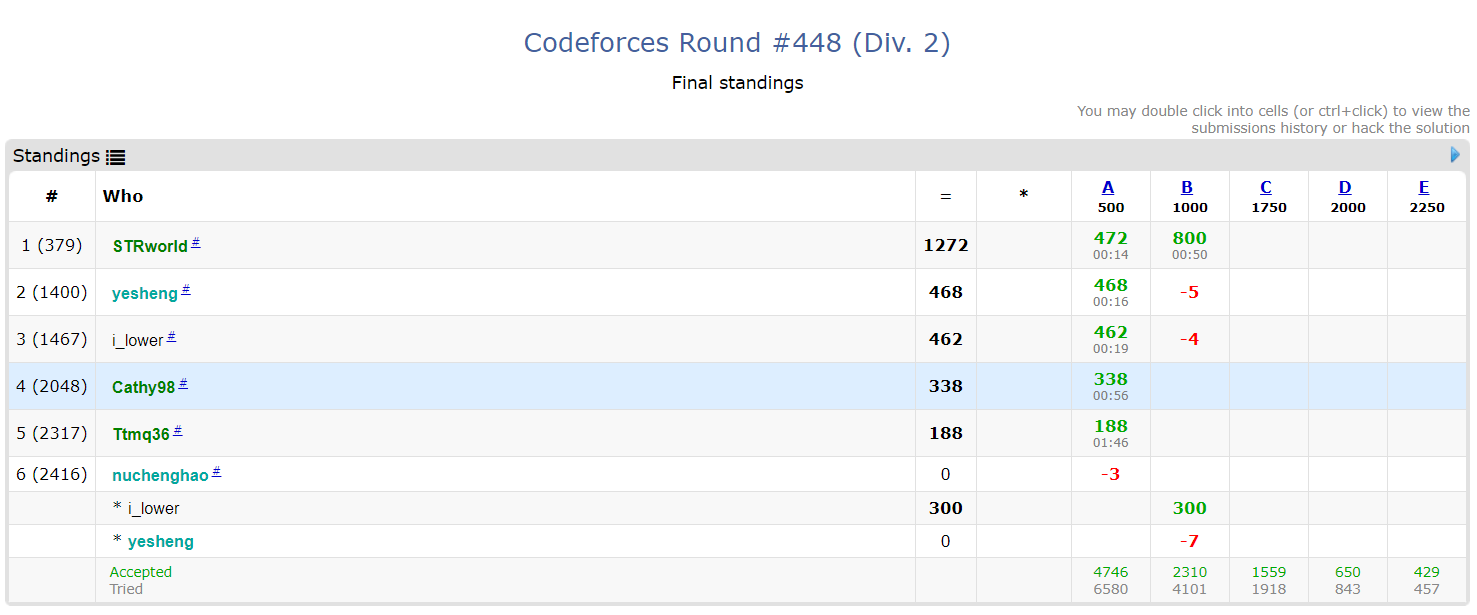 Codeforces Round #448 (Div. 2)
Final standings
You may double click into cells (or ctrl+click) to view the
submissions history or hack the solution
Standings
# Who = * A B C D E
500 1000 1750 2000 2250
1 (379) STRworld # 1272 472 800
00:14 00:50
2 (1400) yesheng # 468 468 -5
00:16
3 (1467) i_lower # 462 462 -4
00:19
4 (2048) Cathy98 # 338 338
00:56
5 (2317) Ttmq36 # 188 188
01:46
6 (2416) nuchenghao # 0 -3
* i_lower 300 300
* yesheng 0 -7
Accepted 4746 2310 1559 650 429
Tried 6580 4101 1918 843 457